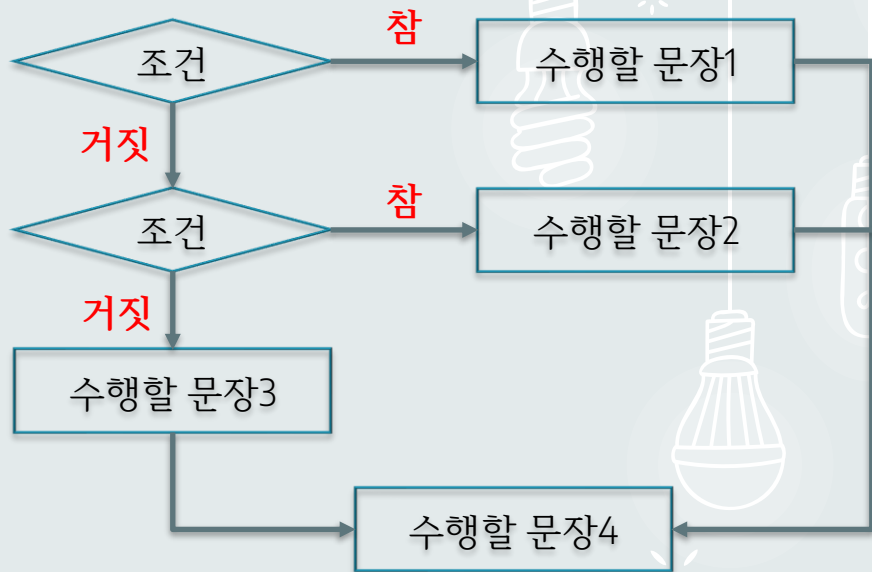 참
조건
수행할 문장1
거짓
참
조건
수행할 문장2
거짓
수행할 문장3
수행할 문장4